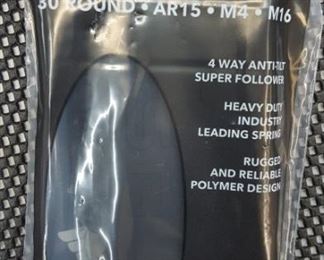 30 ROUND • AR15 • M4 • M16
4 WAY ANTI-TILT
SUPER FOLLOWER
HEAVY DUTY
INDUSTRY
LEADING SPRING
RUGGED
AND RELIABLE
POLYMER DESIGN